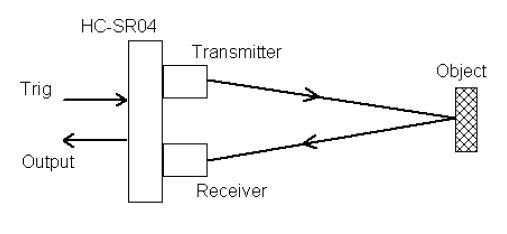 HC-SR04
Transmitter
Object
Trig
Output
Receiver